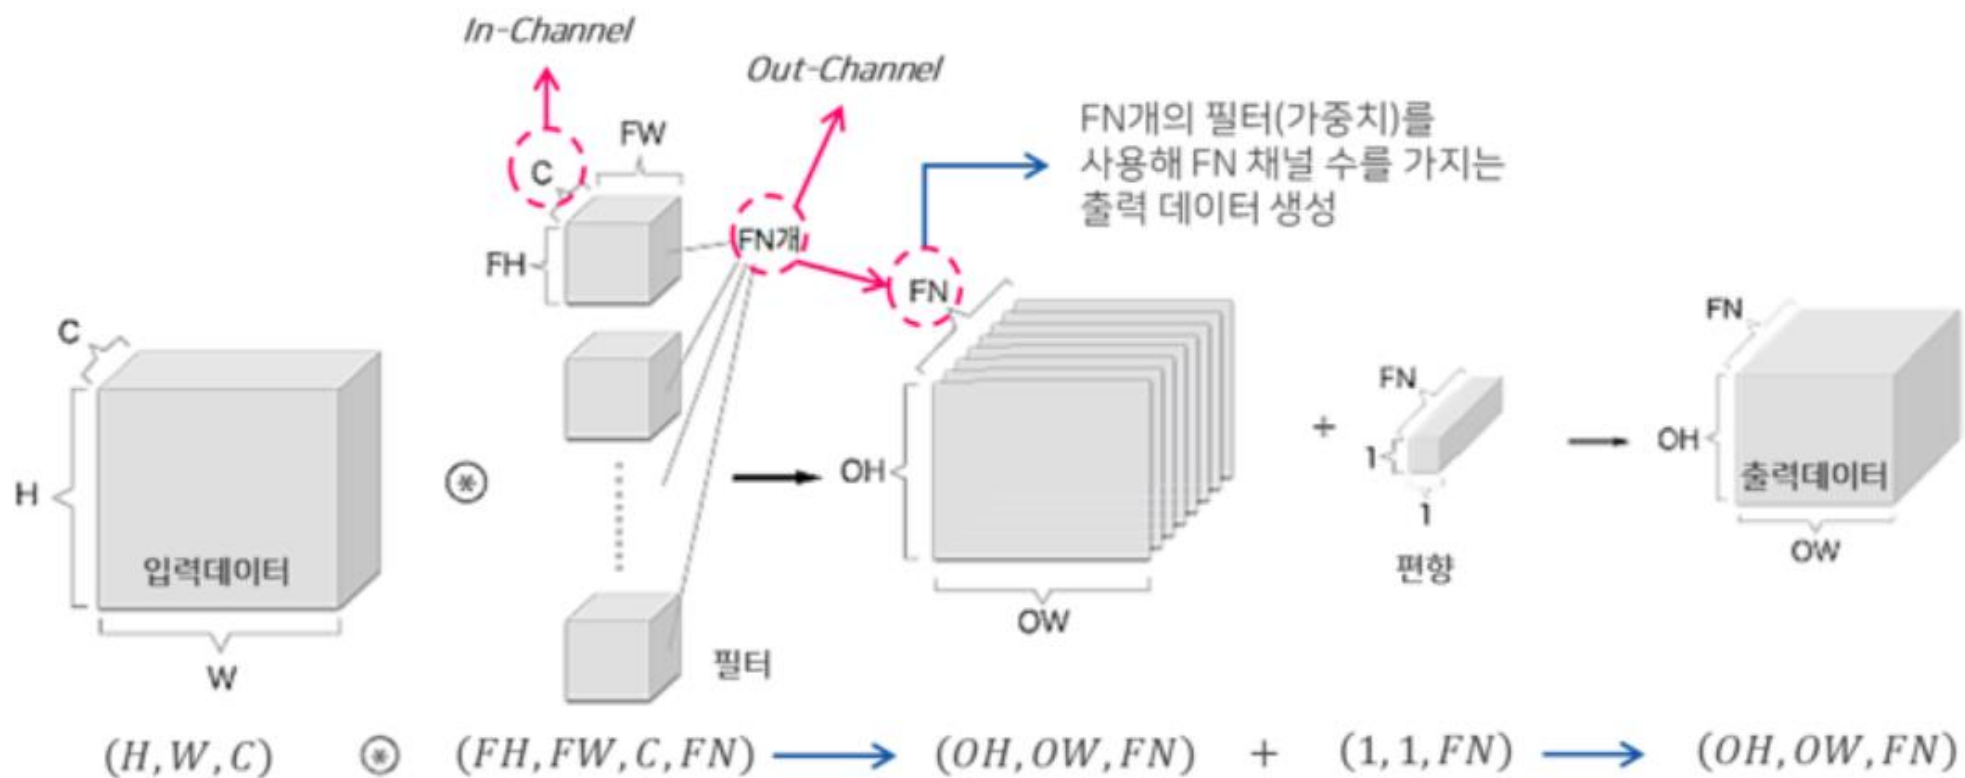 In-Channel
Out-Channel
FN개의 필터(가중치)를
사용해 FN 채널 수를 가지는
출력 데이터 생성
FW
C
FH
FN개
FN
C
H
입력데이터
W
⊛
필터
OH
OW
+
FN
1
1
편향
FN
OH
출력데이터
OW
(H, W, C) ⊛ (FH, FW, C, FN) → (OH, OW, FN) + (1, 1, FN) → (OH, OW, FN)